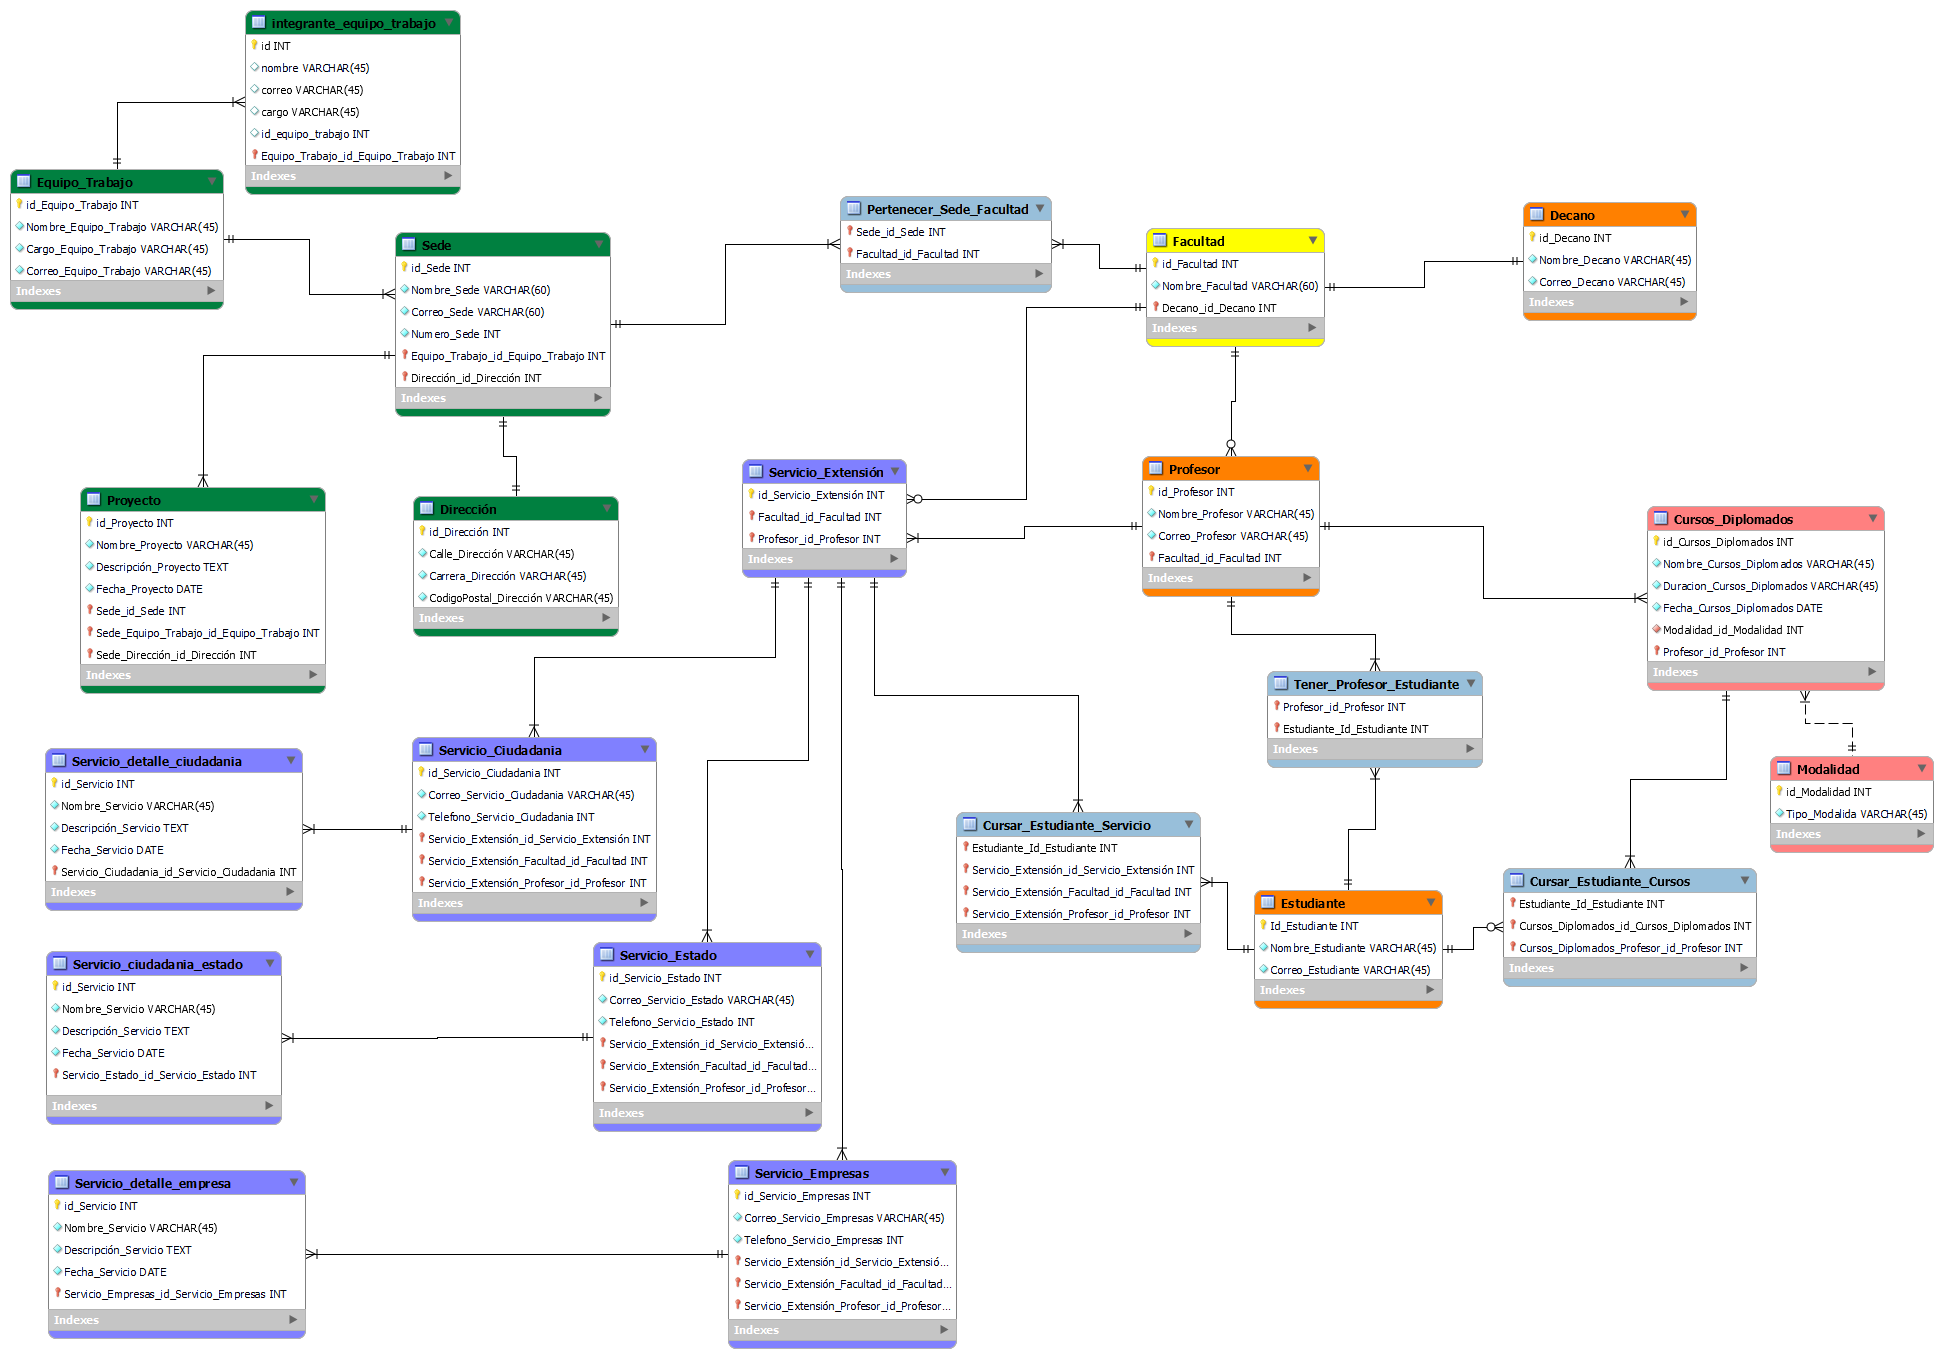 integrante_equipo_trabajo
id INT
nombre VARCHAR(45)
correo VARCHAR(45)
cargo VARCHAR(45)
id_equipo_trabajo INT
Equipo_Trabajo_id_Equipo_Trabajo INT
Indexes
Equipo_Trabajo
id_Equipo_Trabajo INT
Nombre_Equipo_Trabajo VARCHAR(45)
Cargo_Equipo_Trabajo VARCHAR(45)
Correo_Equipo_Trabajo VARCHAR(45)
Indexes
Sede
id_Sede INT
Nombre_Sede VARCHAR(60)
Correo_Sede VARCHAR(60)
Numero_Sede INT
Equipo_Trabajo_id_Equipo_Trabajo INT
Dirección_id_Dirección INT
Indexes
Pertenecer_Sede_Facultad
Sede_id_Sede INT
Facultad_id_Facultad INT
Indexes
Facultad
id_Facultad INT
Nombre_Facultad VARCHAR(60)
Decano_id_Decano INT
Indexes
Decano
id_Decano INT
Nombre_Decano VARCHAR(45)
Correo_Decano VARCHAR(45)
Indexes
Proyecto
id_Proyecto INT
Nombre_Proyecto VARCHAR(45)
Descripción_Proyecto TEXT
Fecha_Proyecto DATE
Sede_id_Sede INT
Sede_Equipo_Trabajo_id_Equipo_Trabajo INT
Sede_Dirección_id_Dirección INT
Indexes
Dirección
id_Dirección INT
Calle_Dirección VARCHAR(45)
Carrera_Dirección VARCHAR(45)
CodigoPostal_Dirección VARCHAR(45)
Indexes
Servicio_Extensión
id_Servicio_Extensión INT
Facultad_id_Facultad INT
Profesor_id_Profesor INT
Indexes
Profesor
id_Profesor INT
Nombre_Profesor VARCHAR(45)
Correo_Profesor VARCHAR(45)
Facultad_id_Facultad INT
Indexes
Cursos_Diplomados
id_Cursos_Diplomados INT
Nombre_Cursos_Diplomados VARCHAR(45)
Duracion_Cursos_Diplomados VARCHAR(45)
Fecha_Cursos_Diplomados DATE
Modalidad_id_Modalidad INT
Profesor_id_Profesor INT
Indexes
Tener_Profesor_Estudiante
Profesor_id_Profesor INT
Estudiante_Id_Estudiante INT
Indexes
Modalidad
id_Modalidad INT
Tipo_Modalida VARCHAR(45)
Indexes
Servicio_detalle_ciudadania
id_Servicio INT
Nombre_Servicio VARCHAR(45)
Descripción_Servicio TEXT
Fecha_Servicio DATE
Servicio_Ciudadania_id_Servicio_Ciudadania INT
Indexes
Servicio_Ciudadania
id_Servicio_Ciudadania INT
Correo_Servicio_Ciudadania VARCHAR(45)
Telefono_Servicio_Ciudadania INT
Servicio_Extensión_id_Servicio_Extensión INT
Servicio_Extensión_Facultad_id_Facultad INT
Servicio_Extensión_Profesor_id_Profesor INT
Indexes
Cursar_Estudiante_Servicio
Estudiante_Id_Estudiante INT
Servicio_Extensión_id_Servicio_Extensión INT
Servicio_Extensión_Facultad_id_Facultad INT
Servicio_Extensión_Profesor_id_Profesor INT
Indexes
Estudiante
Id_Estudiante INT
Nombre_Estudiante VARCHAR(45)
Correo_Estudiante VARCHAR(45)
Indexes
Cursar_Estudiante_Cursos
Estudiante_Id_Estudiante INT
Cursos_Diplomados_id_Cursos_Diplomados INT
Cursos_Diplomados_Profesor_id_Profesor INT
Indexes
Servicio_ciudadania_estado
id_Servicio INT
Nombre_Servicio VARCHAR(45)
Descripción_Servicio TEXT
Fecha_Servicio DATE
Servicio_Estado_id_Servicio_Estado INT
Indexes
Servicio_Estado
id_Servicio_Estado INT
Correo_Servicio_Estado VARCHAR(45)
Telefono_Servicio_Estado INT
Servicio_Extensión_id_Servicio_Extensió...
Servicio_Extensión_Facultad_id_Facultad...
Servicio_Extensión_Profesor_id_Profesor...
Indexes
Servicio_detalle_empresa
id_Servicio INT
Nombre_Servicio VARCHAR(45)
Descripción_Servicio TEXT
Fecha_Servicio DATE
Servicio_Empresas_id_Servicio_Empresas INT
Indexes
Servicio_Empresas
id_Servicio_Empresas INT
Correo_Servicio_Empresas VARCHAR(45)
Telefono_Servicio_Empresas INT
Servicio_Extensión_id_Servicio_Extensió...
Servicio_Extensión_Facultad_id_Facultad...
Servicio_Extensión_Profesor_id_Profesor...
Indexes